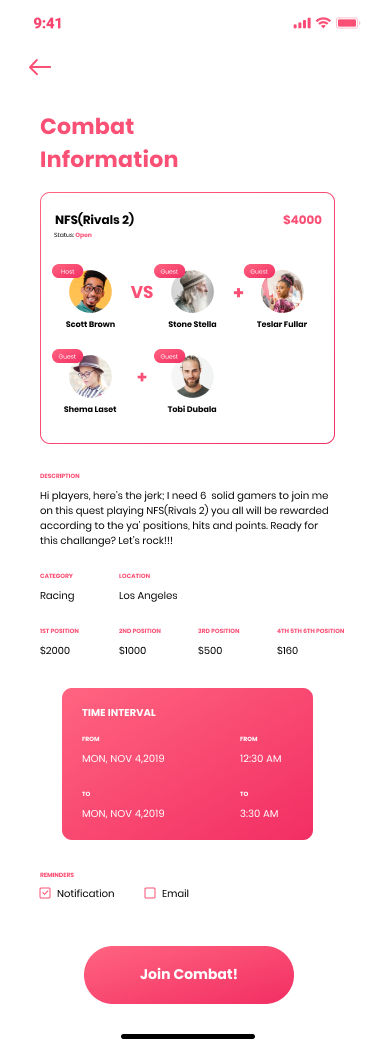 9:41
Combat
Information
NFS(Rivals 2) $4000
Status: Open
Host Guest Guest
VS +
Scott Brown Stone Stella Teslar Fullar
Guest Guest
+
Shema Laset Tobi Dubala
DESCRIPTION
Hi players, here's the jerk; I need 6 solid gamers to join me
on this quest playing NFS(Rivals 2) you all will be rewarded
according to the ya' positions, hits and points. Ready for
this challange? Let's rock!!!
CATEGORY LOCATION
Racing Los Angeles
1ST POSITION 2ND POSITION 3RD POSITION 4TH 5TH 6TH POSITION
$2000 $1000 $500 $160
TIME INTERVAL
FROM FROM
MON, NOV 4,2019 12:30 AM
TO TO
MON, NOV 4,2019 3:30 AM
REMINDERS
Notification Email
Join Combat!